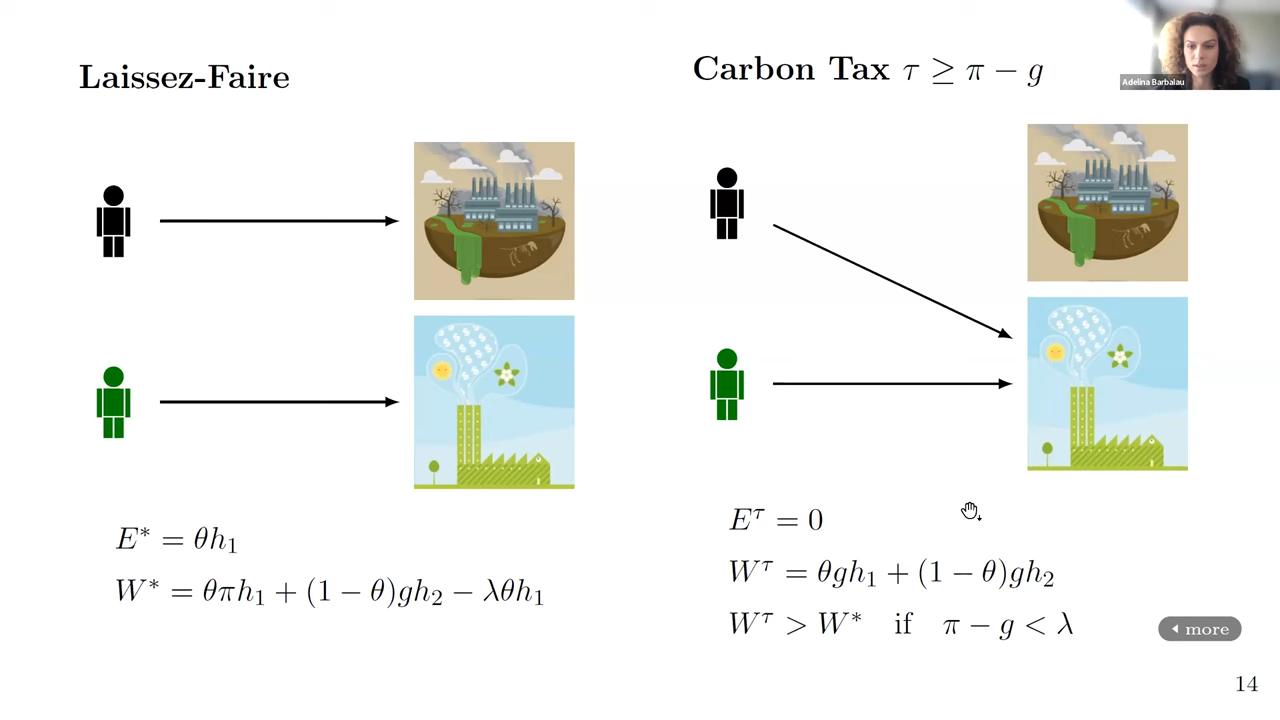 Laissez-Faire
E* = θh₁
W* = θπh₁ + (1 − θ)gh₂ − λθh₁
Carbon Tax τ ≥ π − g
E^τ = 0
W^τ = θgh₁ + (1 − θ)gh₂
W^τ > W* if π − g < λ
Adelina Barbalau
more
14